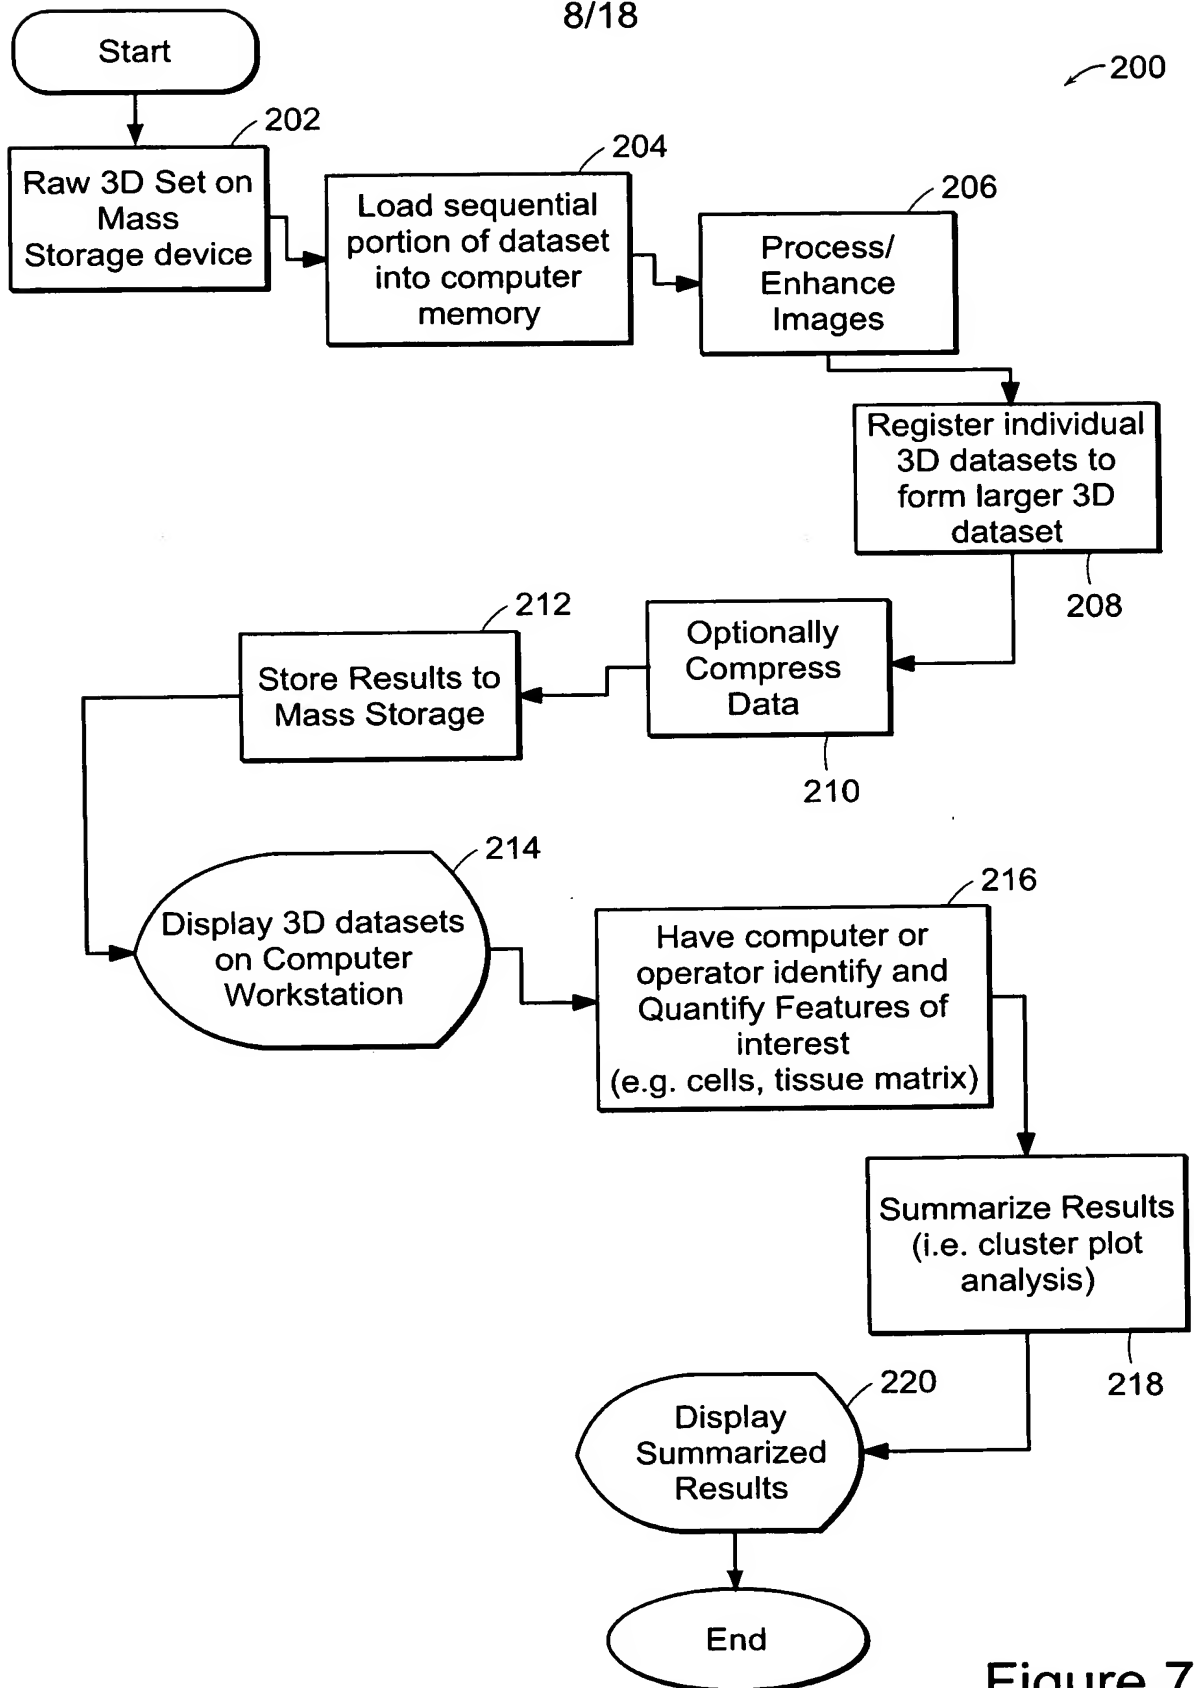 8/18
Start
200
202
Raw 3D Set on
Mass
Storage device
204
Load sequential
portion of dataset
into computer
memory
206
Process/
Enhance
Images
Register individual
3D datasets to
form larger 3D
dataset
208
212
Store Results to
Mass Storage
Optionally
Compress
Data
210
214
Display 3D datasets
on Computer
Workstation
216
Have computer or
operator identify and
Quantify Features of
interest
(e.g. cells, tissue matrix)
Summarize Results
(i.e. cluster plot
analysis)
218
220
Display
Summarized
Results
End
Figure 7